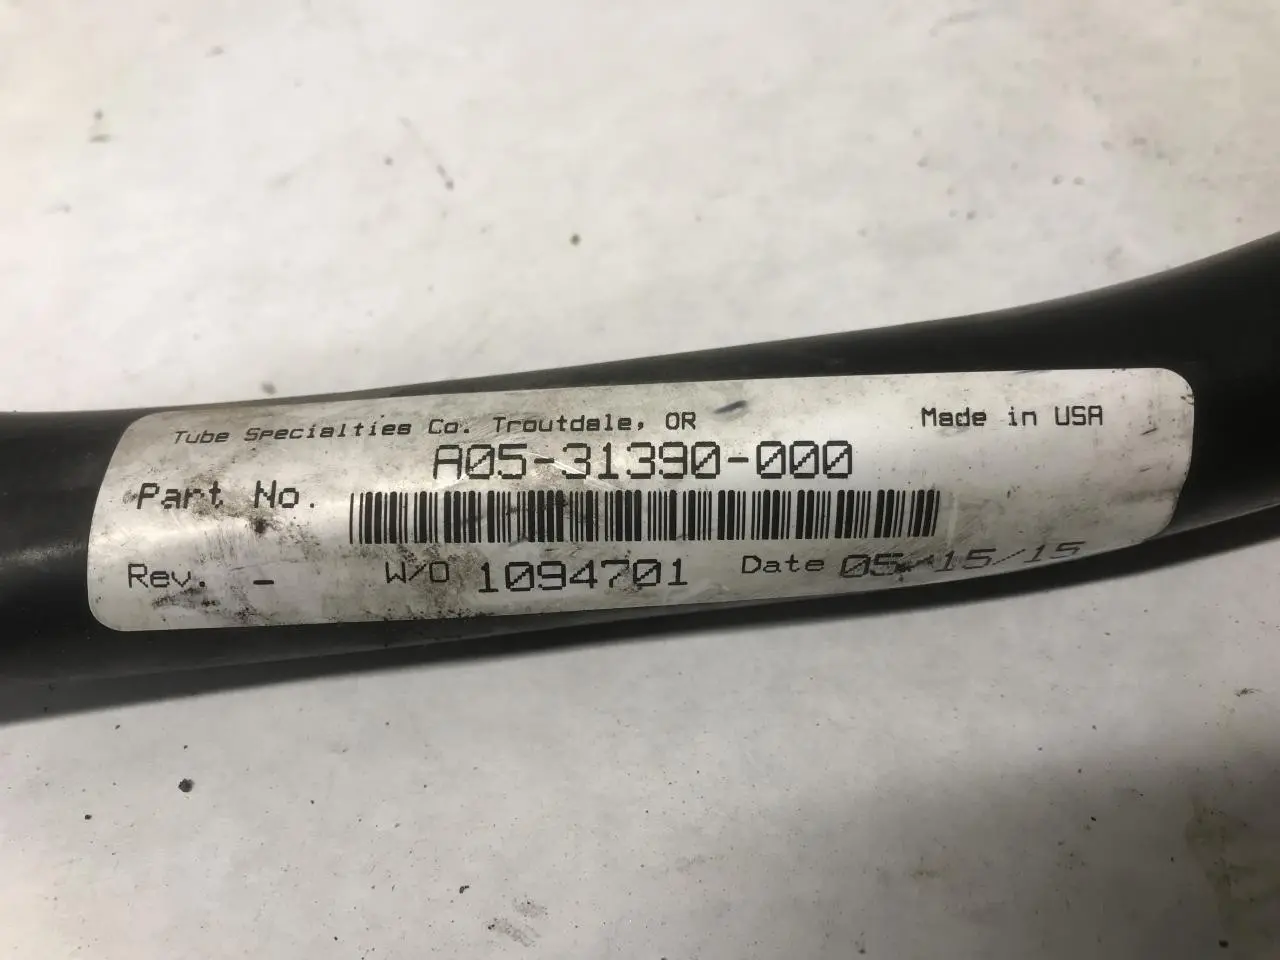 Tube Specialties Co. Troutdale, OR Made in USA
A05-31390-000
Part No.
Rev. - W/O 1094701 Date 05/15/15